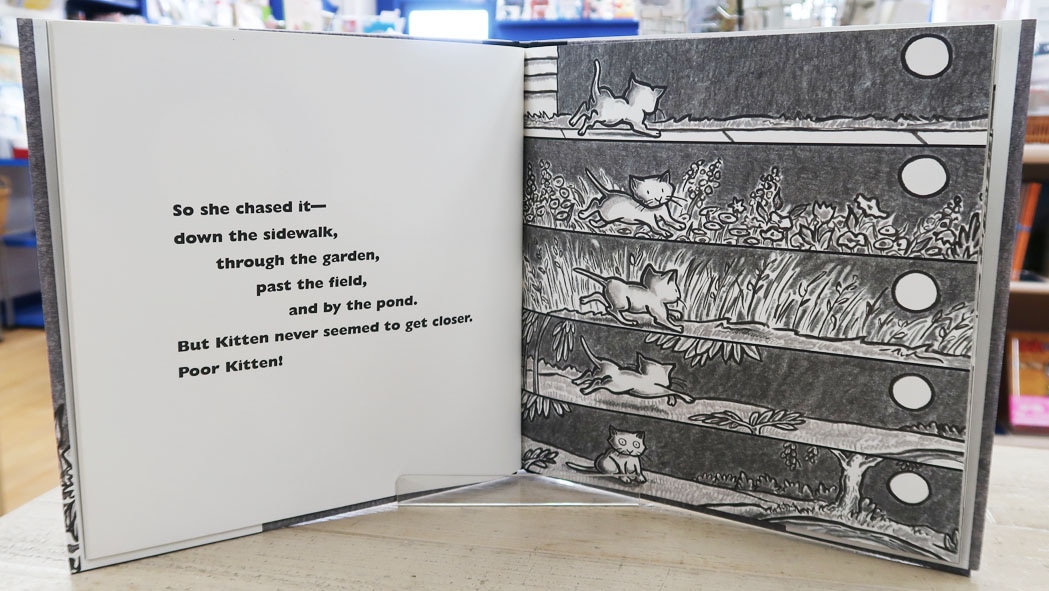 So she chased it—
down the sidewalk,
through the garden,
past the field,
and by the pond.
But Kitten never seemed to get closer.
Poor Kitten!